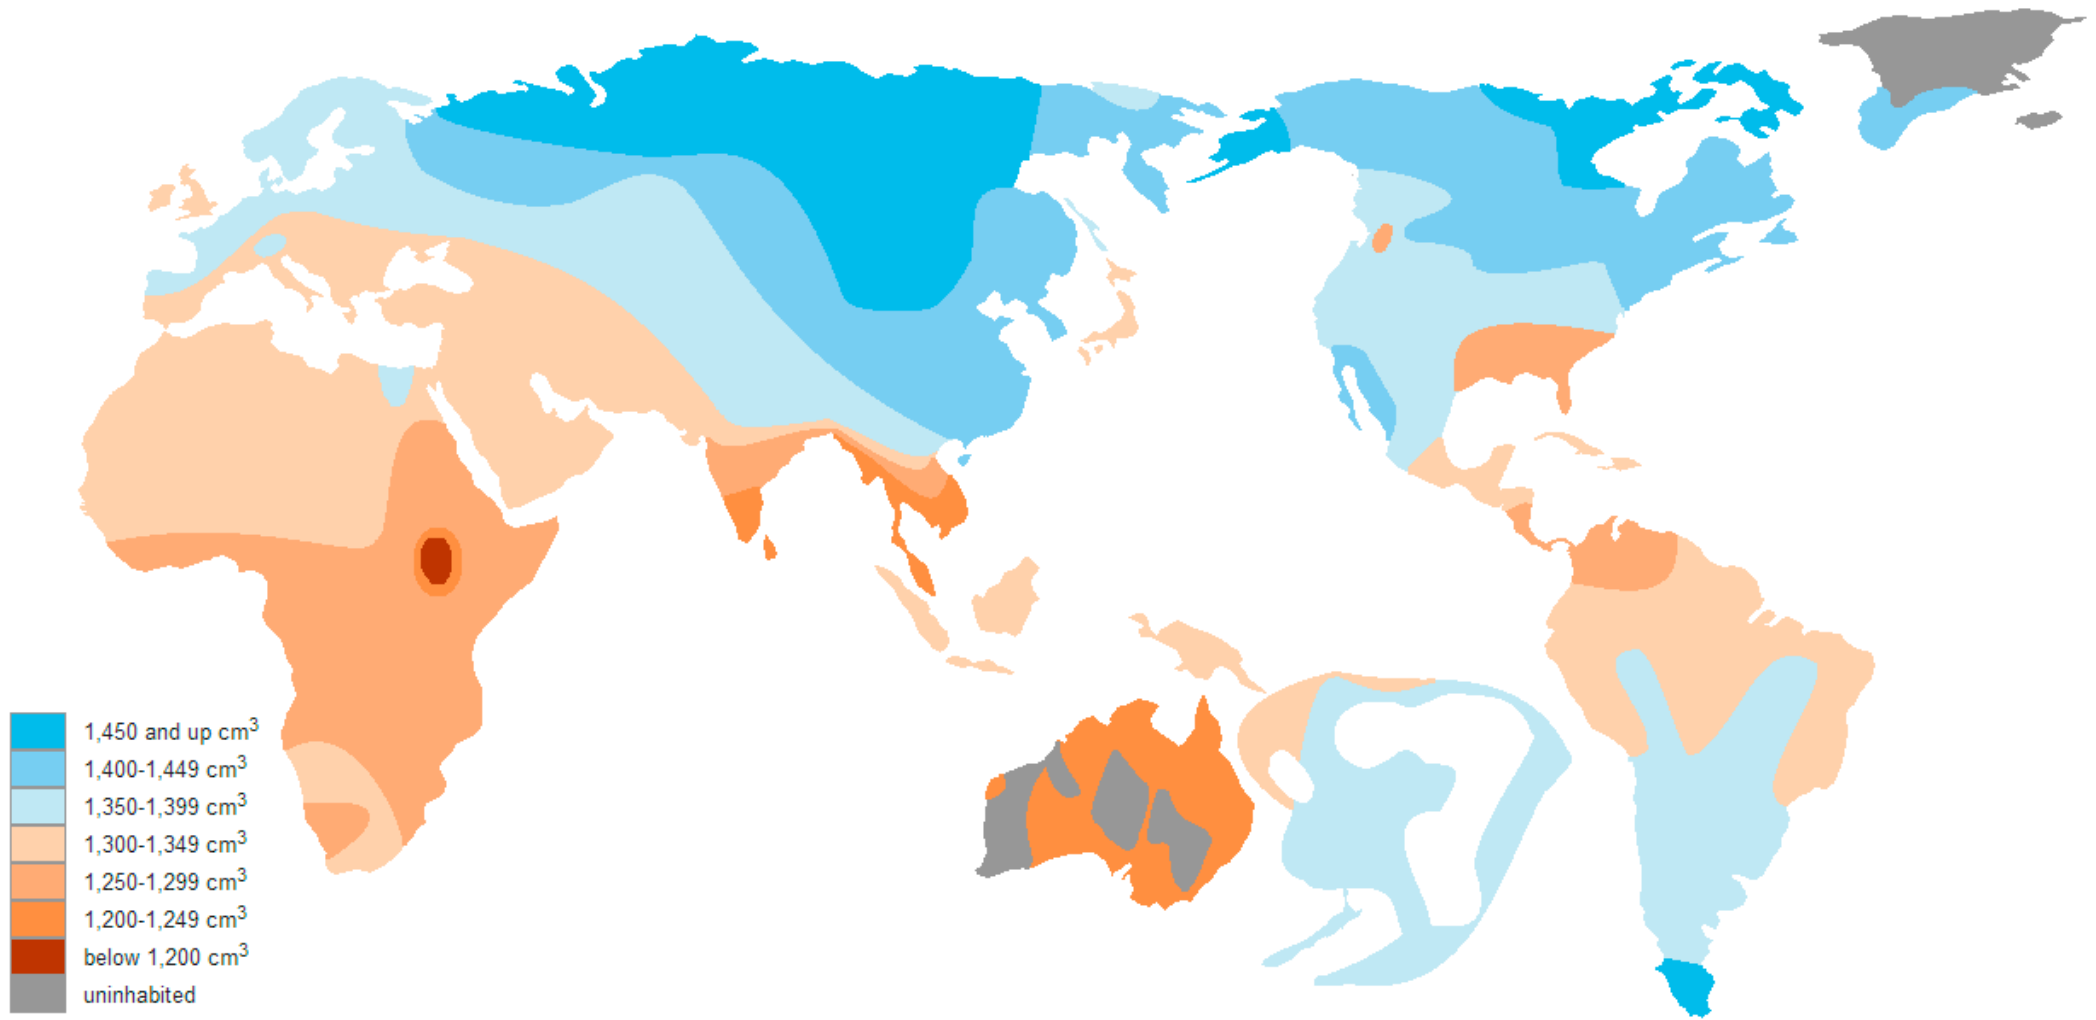 1,450 and up cm³
1,400-1,449 cm³
1,350-1,399 cm³
1,300-1,349 cm³
1,250-1,299 cm³
1,200-1,249 cm³
below 1,200 cm³
uninhabited